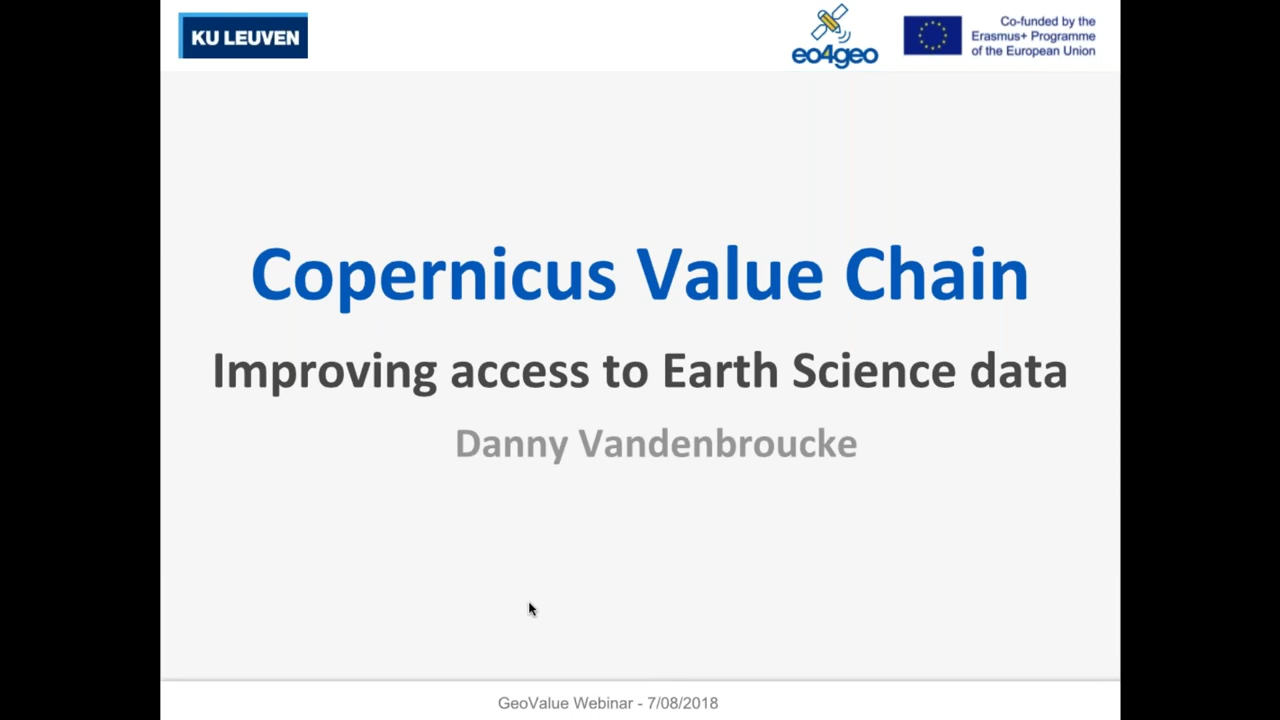 KU LEUVEN
eo4geo
Co-funded by the
Erasmus+ Programme
of the European Union
Copernicus Value Chain
Improving access to Earth Science data
Danny Vandenbroucke
GeoValue Webinar - 7/08/2018